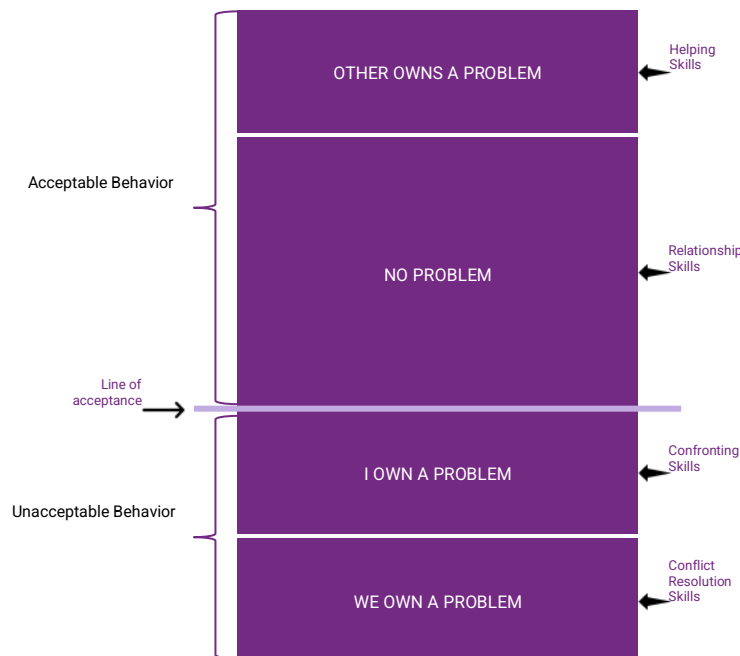 Helping
Skills
OTHER OWNS A PROBLEM
Acceptable Behavior
Relationship
Skills
NO PROBLEM
Line of
acceptance
Confronting
Skills
I OWN A PROBLEM
Unacceptable Behavior
Conflict
Resolution
Skills
WE OWN A PROBLEM